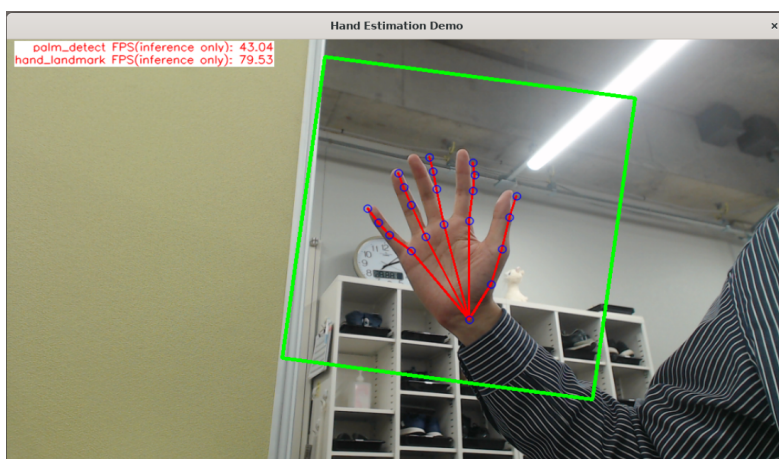 Hand Estimation Demo
×
palm_detect FPS(inference only): 43.04
hand_landmark FPS(inference only): 79.53